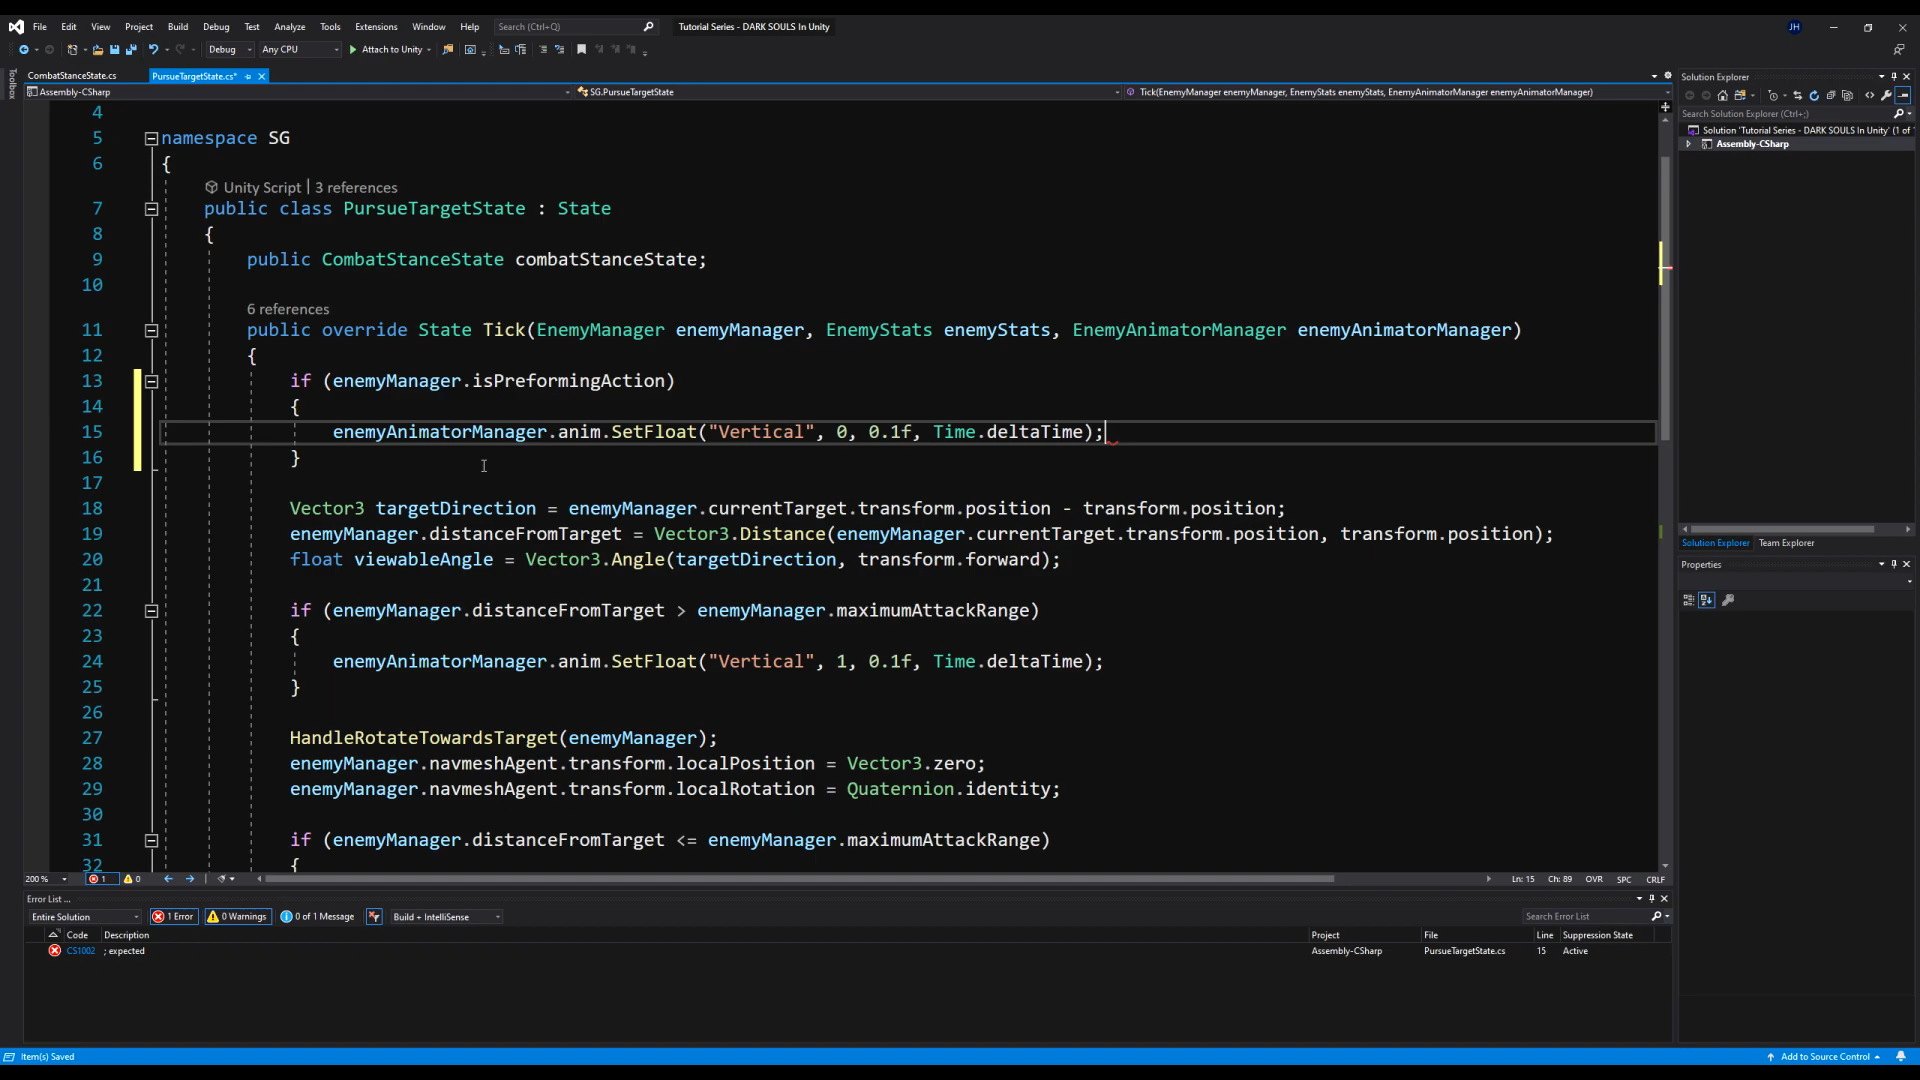 File Edit View Project Build Debug Test Analyze Tools Extensions Window Help Search (Ctrl+Q) Tutorial Series - DARK SOULS In Unity JH
Debug Any CPU Attach to Unity
Toolbox
CombatStanceState.cs PursueTargetState.cs*
Assembly-CSharp SG.PursueTargetState Tick(EnemyManager enemyManager, EnemyStats enemyStats, EnemyAnimatorManager enemyAnimatorManager)
4
5 namespace SG
6 {
Unity Script | 3 references
7 public class PursueTargetState : State
8 {
9 public CombatStanceState combatStanceState;
10
6 references
11 public override State Tick(EnemyManager enemyManager, EnemyStats enemyStats, EnemyAnimatorManager enemyAnimatorManager)
12 {
13 if (enemyManager.isPreformingAction)
14 {
15 enemyAnimatorManager.anim.SetFloat("Vertical", 0, 0.1f, Time.deltaTime);
16 }
17
18 Vector3 targetDirection = enemyManager.currentTarget.transform.position - transform.position;
19 enemyManager.distanceFromTarget = Vector3.Distance(enemyManager.currentTarget.transform.position, transform.position);
20 float viewableAngle = Vector3.Angle(targetDirection, transform.forward);
21
22 if (enemyManager.distanceFromTarget > enemyManager.maximumAttackRange)
23 {
24 enemyAnimatorManager.anim.SetFloat("Vertical", 1, 0.1f, Time.deltaTime);
25 }
26
27 HandleRotateTowardsTarget(enemyManager);
28 enemyManager.navmeshAgent.transform.localPosition = Vector3.zero;
29 enemyManager.navmeshAgent.transform.localRotation = Quaternion.identity;
30
31 if (enemyManager.distanceFromTarget <= enemyManager.maximumAttackRange)
32 {
200 % 1 0 Ln: 15 Ch: 89 OVR SPC CRLF
Error List ...
Entire Solution 1 Error 0 Warnings 0 of 1 Message Build + IntelliSense Search Error List
Code Description Project File Line Suppression State
CS1002 ; expected Assembly-CSharp PursueTargetState.cs 15 Active
Solution Explorer
Search Solution Explorer (Ctrl+;)
Solution 'Tutorial Series - DARK SOULS In Unity' (1 of
Assembly-CSharp
Solution Explorer Team Explorer
Properties
Item(s) Saved Add to Source Control